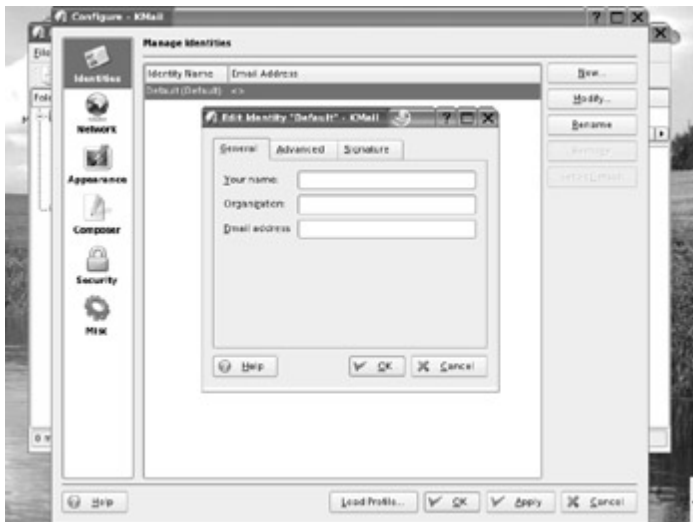 Configure - KMail
Manage Identities
Identity Name Email Address
Default (Default) <>
Identities
Network
Appearance
Composer
Security
Misc
New...
Modify...
Rename
Edit Identity "Default" - KMail
General Advanced Signature
Your name:
Organization:
Email address:
Help OK Cancel
Help Load Profile... OK Apply Cancel